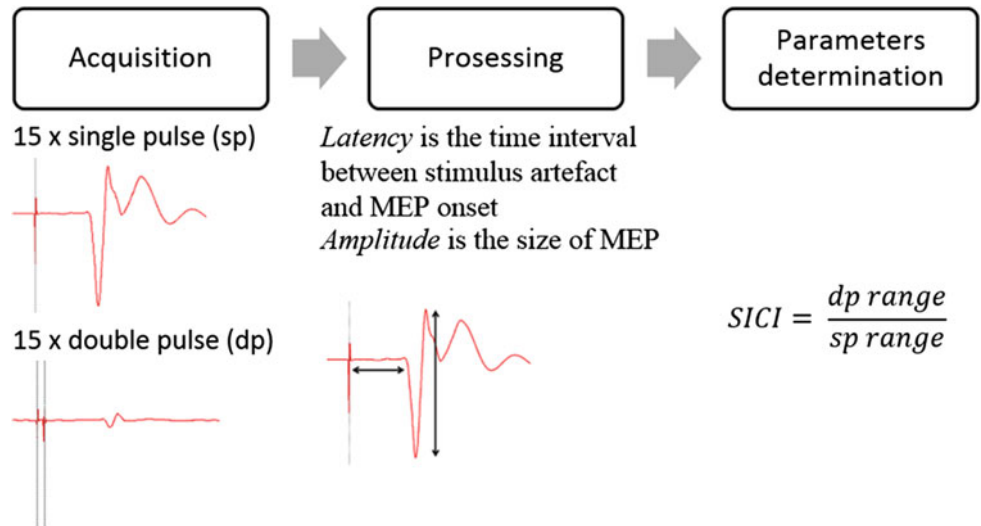 Acquisition
Prosessing
Parameters
determination
15 x single pulse (sp)
15 x double pulse (dp)
Latency is the time interval
between stimulus artefact
and MEP onset
Amplitude is the size of MEP
SICI = dp range / sp range